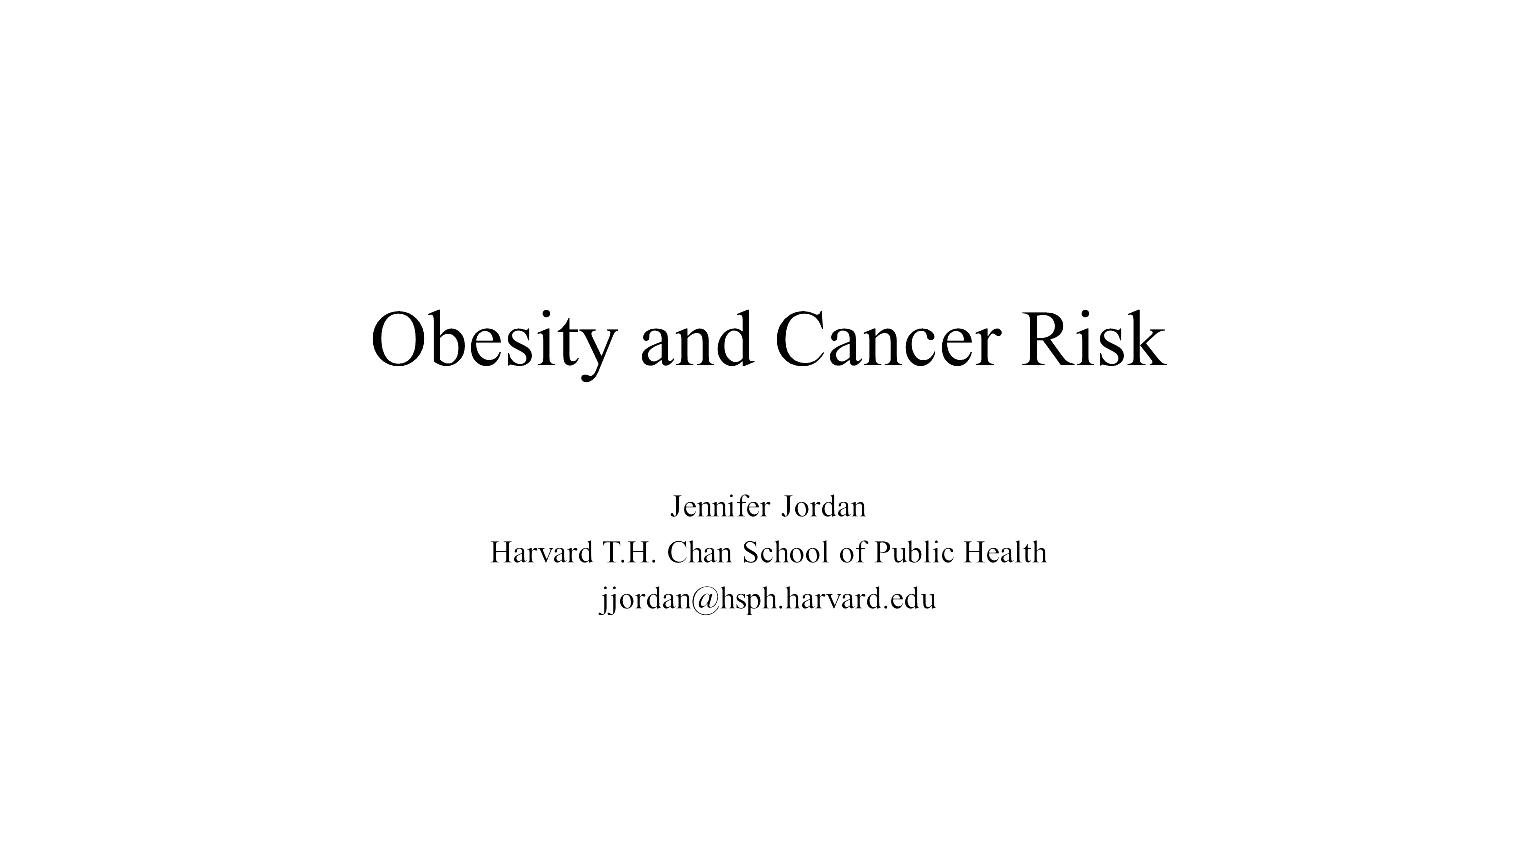 Obesity and Cancer Risk
Jennifer Jordan
Harvard T.H. Chan School of Public Health
jjordan@hsph.harvard.edu